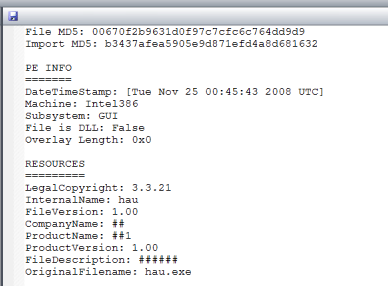 File MD5: 00670f2b9631d0f97c7cfc6c764dd9d9
Import MD5: b3437afea5905e9d871efd4a8d681632
PE INFO
=======
DateTimeStamp: [Tue Nov 25 00:45:43 2008 UTC]
Machine: Intel386
Subsystem: GUI
File is DLL: False
Overlay Length: 0x0
RESOURCES
=========
LegalCopyright: 3.3.21
InternalName: hau
FileVersion: 1.00
CompanyName: ##
ProductName: ##1
ProductVersion: 1.00
FileDescription: ######
OriginalFilename: hau.exe